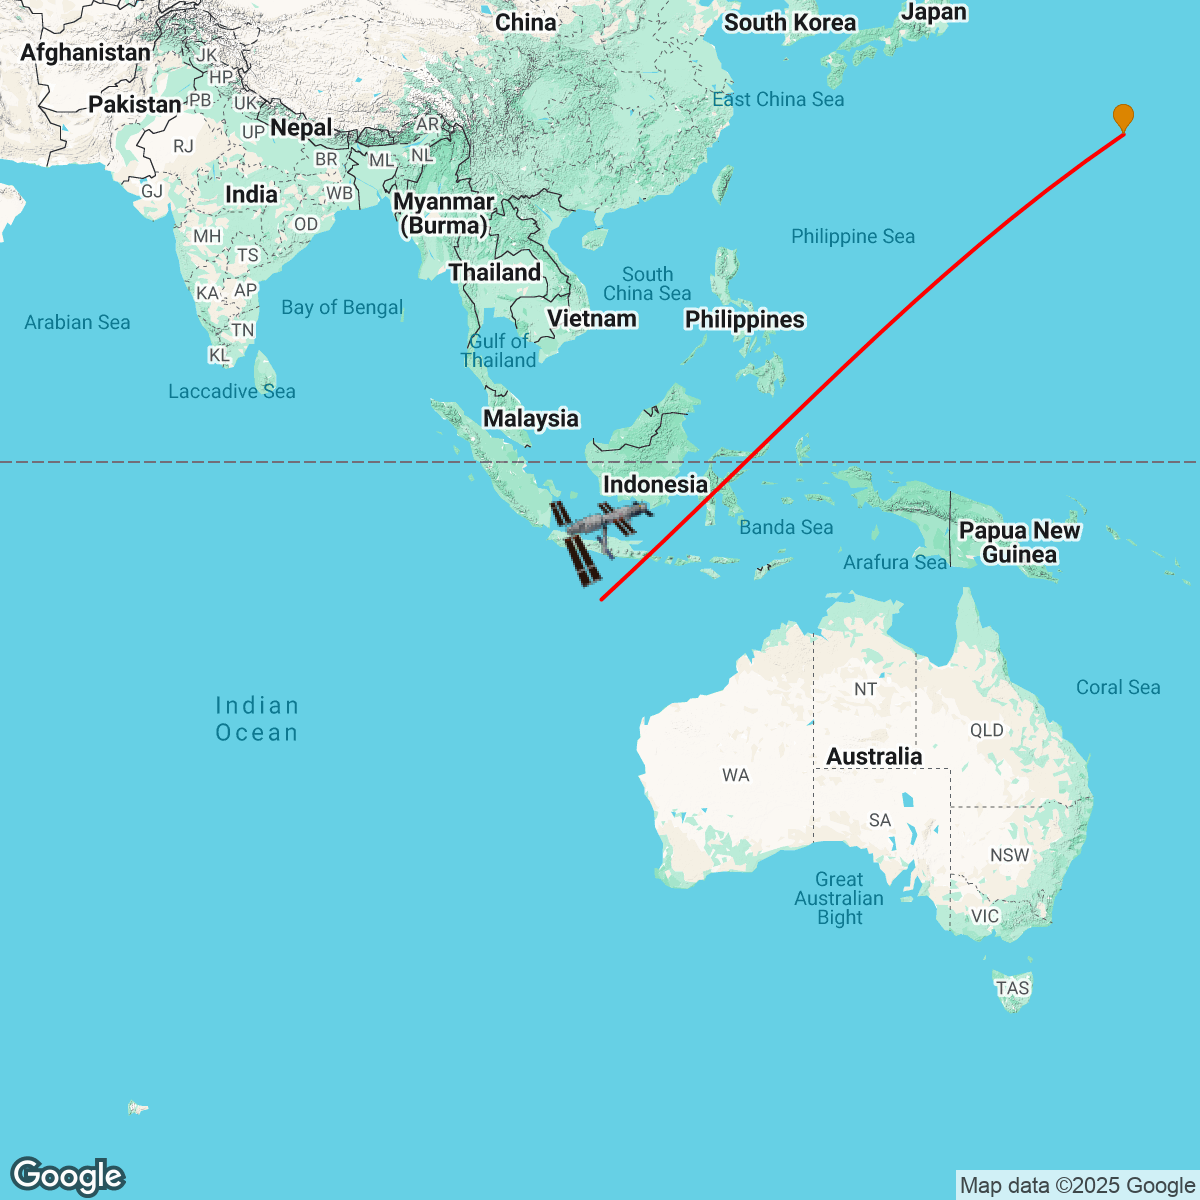 China
South Korea
Japan
Afghanistan
JK
HP
East China Sea
Pakistan
PB
UK
Nepal
AR
UP
RJ
BR
ML
NL
GJ
India
WB
Myanmar
(Burma)
OD
MH
Philippine Sea
TS
Thailand
South
China Sea
KA
AP
Bay of Bengal
Arabian Sea
TN
Vietnam
Philippines
KL
Gulf of
Thailand
Laccadive Sea
Malaysia
Indonesia
Banda Sea
Papua New
Guinea
Arafura Sea
Indian
Ocean
NT
Coral Sea
QLD
Australia
WA
SA
NSW
Great
Australian
Bight
VIC
TAS
Google
Map data ©2025 Google